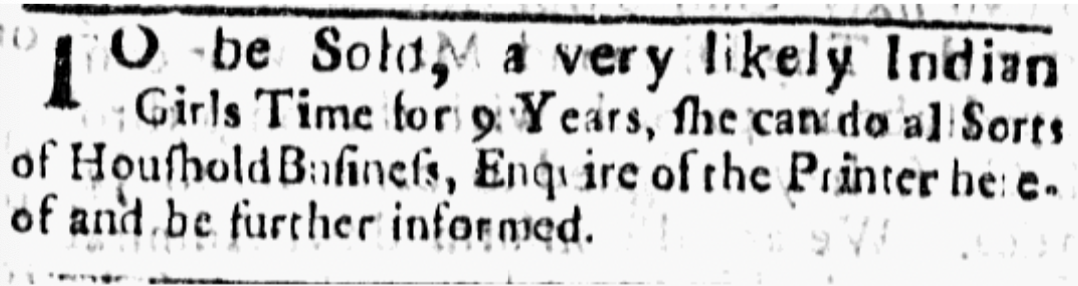 TO be Sold, a very likely Indian
Girls Time for 9 Years, ſhe can do al Sorts
of Houſhold Buſineſs, Enquire of the Printer here-
of and be further informed.